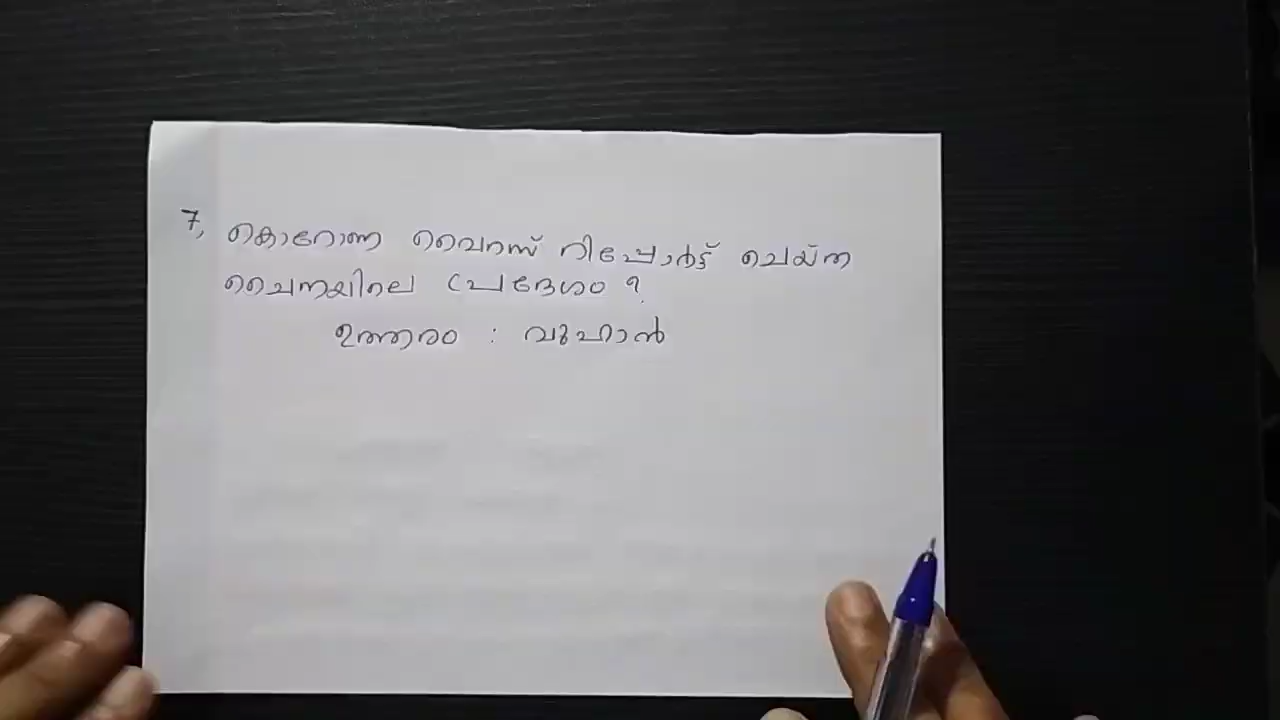 7, കൊറോണ വൈറസ് റിപ്പോർട്ട് ചെയ്ത
ചൈനയിലെ പ്രദേശം ?
ഉത്തരം : വുഹാൻ